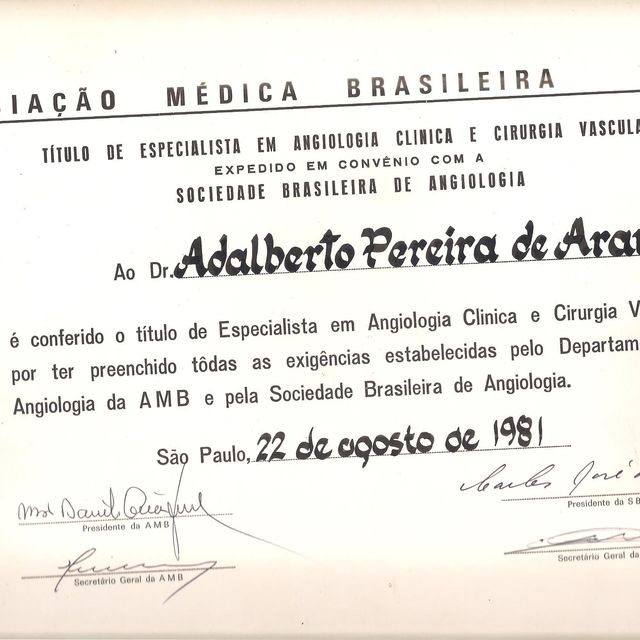 IAÇÃO MÉDICA BRASILEIRA
TÍTULO DE ESPECIALISTA EM ANGIOLOGIA CLINICA E CIRURGIA VASCULA
EXPEDIDO EM CONVÊNIO COM A
SOCIEDADE BRASILEIRA DE ANGIOLOGIA
Ao Dr. Adalberto Pereira de Ara
é conferido o título de Especialista em Angiologia Clinica e Cirurgia V
por ter preenchido tôdas as exigências estabelecidas pelo Departam
Angiologia da AMB e pela Sociedade Brasileira de Angiologia.
São Paulo, 22 de agosto de 1981
Carlos José
Presidente da AMB
Presidente da SB
Secretário Geral da AMB
Secretário Geral da